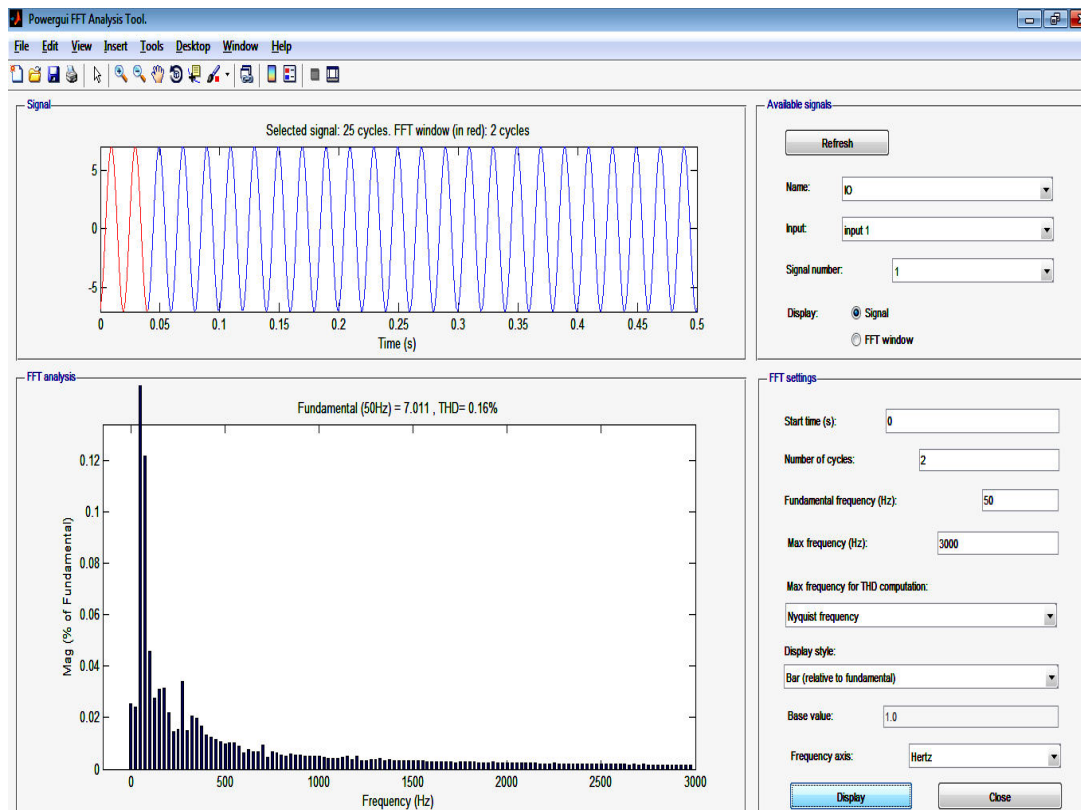 Powergui FFT Analysis Tool.
File Edit View Insert Tools Desktop Window Help
Signal
Selected signal: 25 cycles. FFT window (in red): 2 cycles
5
0
-5
0 0.05 0.1 0.15 0.2 0.25 0.3 0.35 0.4 0.45 0.5
Time (s)
FFT analysis
Fundamental (50Hz) = 7.011 , THD= 0.16%
0.12
0.1
0.08
0.06
0.04
0.02
0
Mag (% of Fundamental)
0 500 1000 1500 2000 2500 3000
Frequency (Hz)
Available signals
Refresh
Name: IO
Input: input 1
Signal number: 1
Display: Signal
FFT window
FFT settings
Start time (s): 0
Number of cycles: 2
Fundamental frequency (Hz): 50
Max frequency (Hz): 3000
Max frequency for THD computation:
Nyquist frequency
Display style:
Bar (relative to fundamental)
Base value: 1.0
Frequency axis: Hertz
Display Close